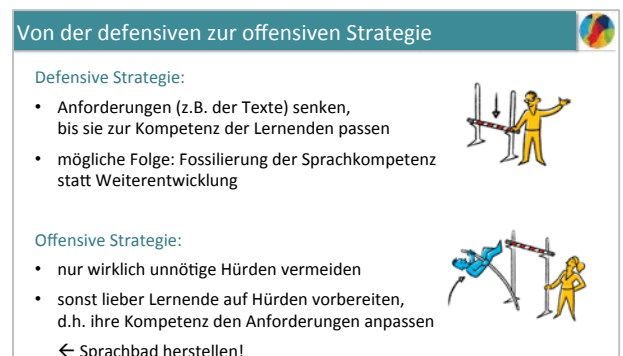 Von der defensiven zur offensiven Strategie
Defensive Strategie:
• Anforderungen (z.B. der Texte) senken,
bis sie zur Kompetenz der Lernenden passen
• mögliche Folge: Fossilierung der Sprachkompetenz
statt Weiterentwicklung
Offensive Strategie:
• nur wirklich unnötige Hürden vermeiden
• sonst lieber Lernende auf Hürden vorbereiten,
d.h. ihre Kompetenz den Anforderungen anpassen
← Sprachbad herstellen!